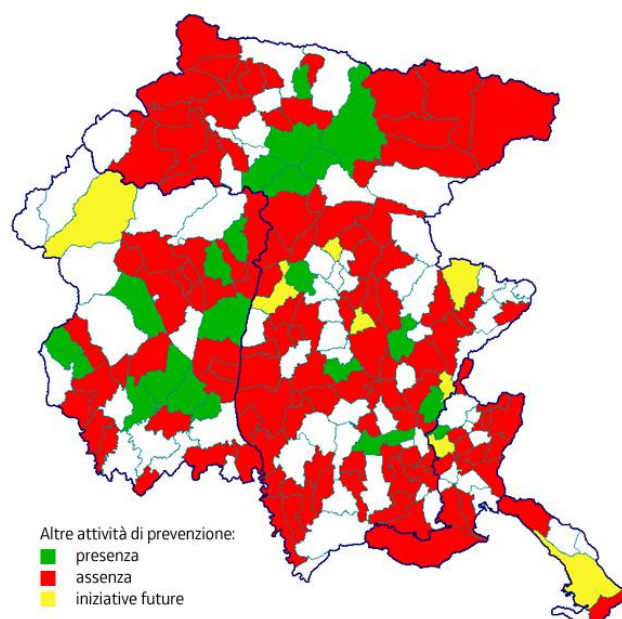 Altre attività di prevenzione:
presenza
assenza
iniziative future